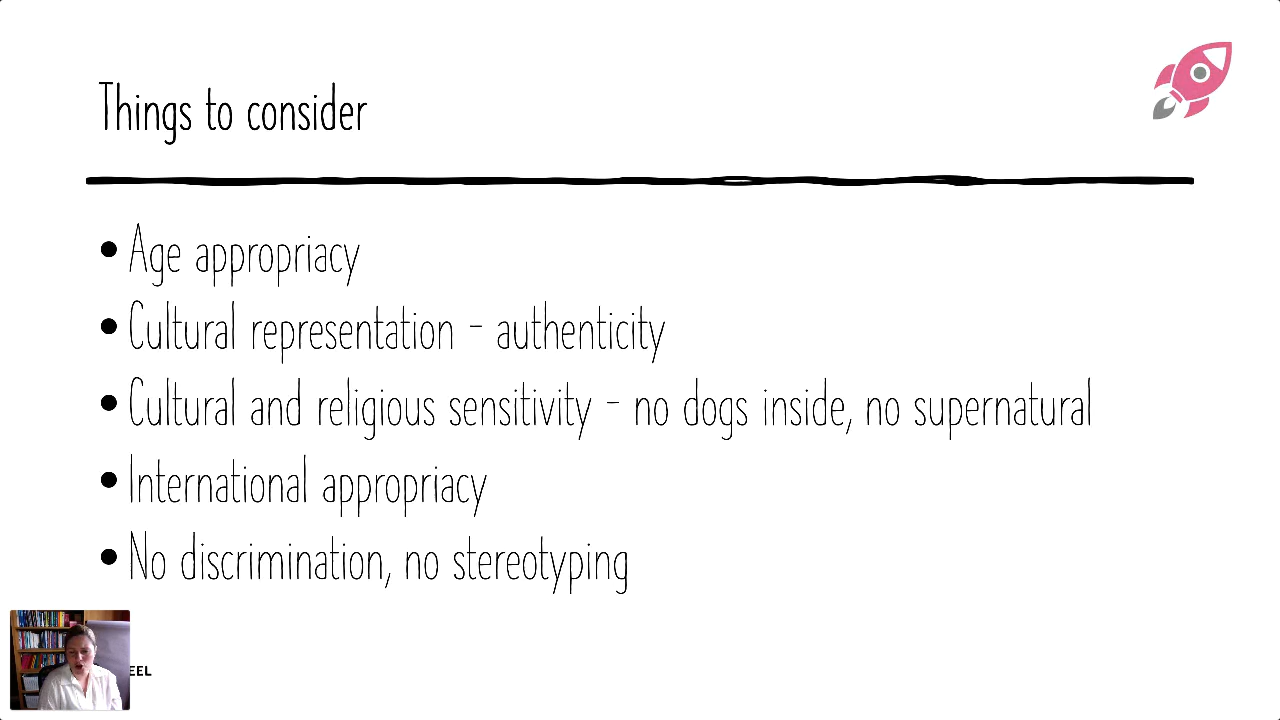 Things to consider
• Age appropriacy
• Cultural representation – authenticity
• Cultural and religious sensitivity – no dogs inside, no supernatural
• International appropriacy
• No discrimination, no stereotyping